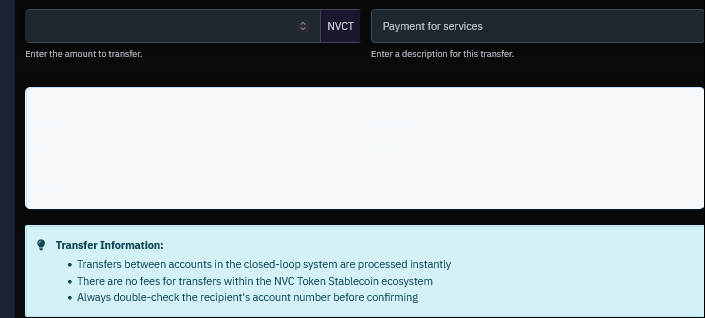 NVCT Payment for services
Enter the amount to transfer. Enter a description for this transfer.
Transfer Information:
• Transfers between accounts in the closed-loop system are processed instantly
• There are no fees for transfers within the NVC Token Stablecoin ecosystem
• Always double-check the recipient's account number before confirming